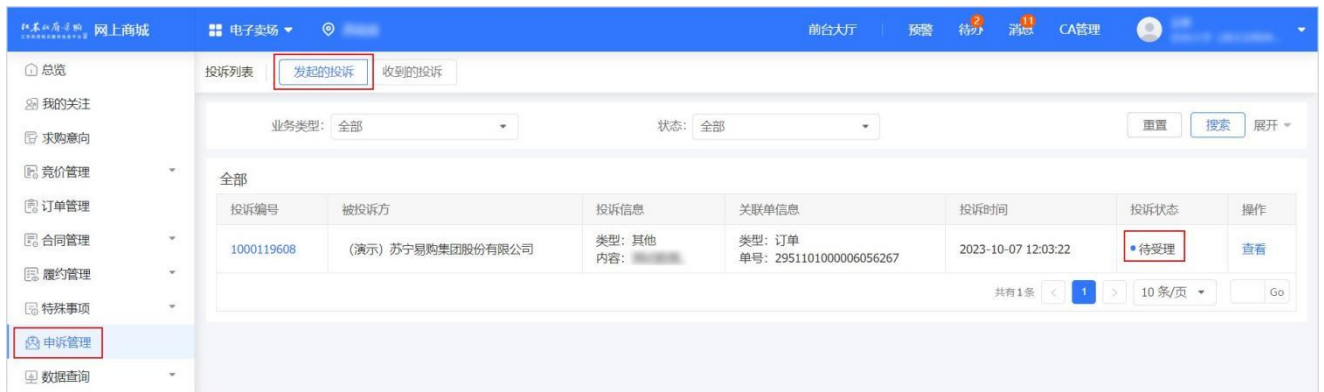 江苏政府采购 网上商城 电子卖场 前台大厅 预警 待办 2 消息 11 CA管理
总览
我的关注
求购意向
竞价管理
订单管理
合同管理
履约管理
特殊事项
申诉管理
数据查询
投诉列表 发起的投诉 收到的投诉
业务类型: 全部 状态: 全部 重置 搜索 展开
全部
投诉编号 被投诉方 投诉信息 关联单信息 投诉时间 投诉状态 操作
1000119608 （演示）苏宁易购集团股份有限公司 类型: 其他 类型: 订单 2023-10-07 12:03:22 待受理 查看
内容: 单号: 2951101000006056267
共有1条 < 1 > 10 条/页 Go